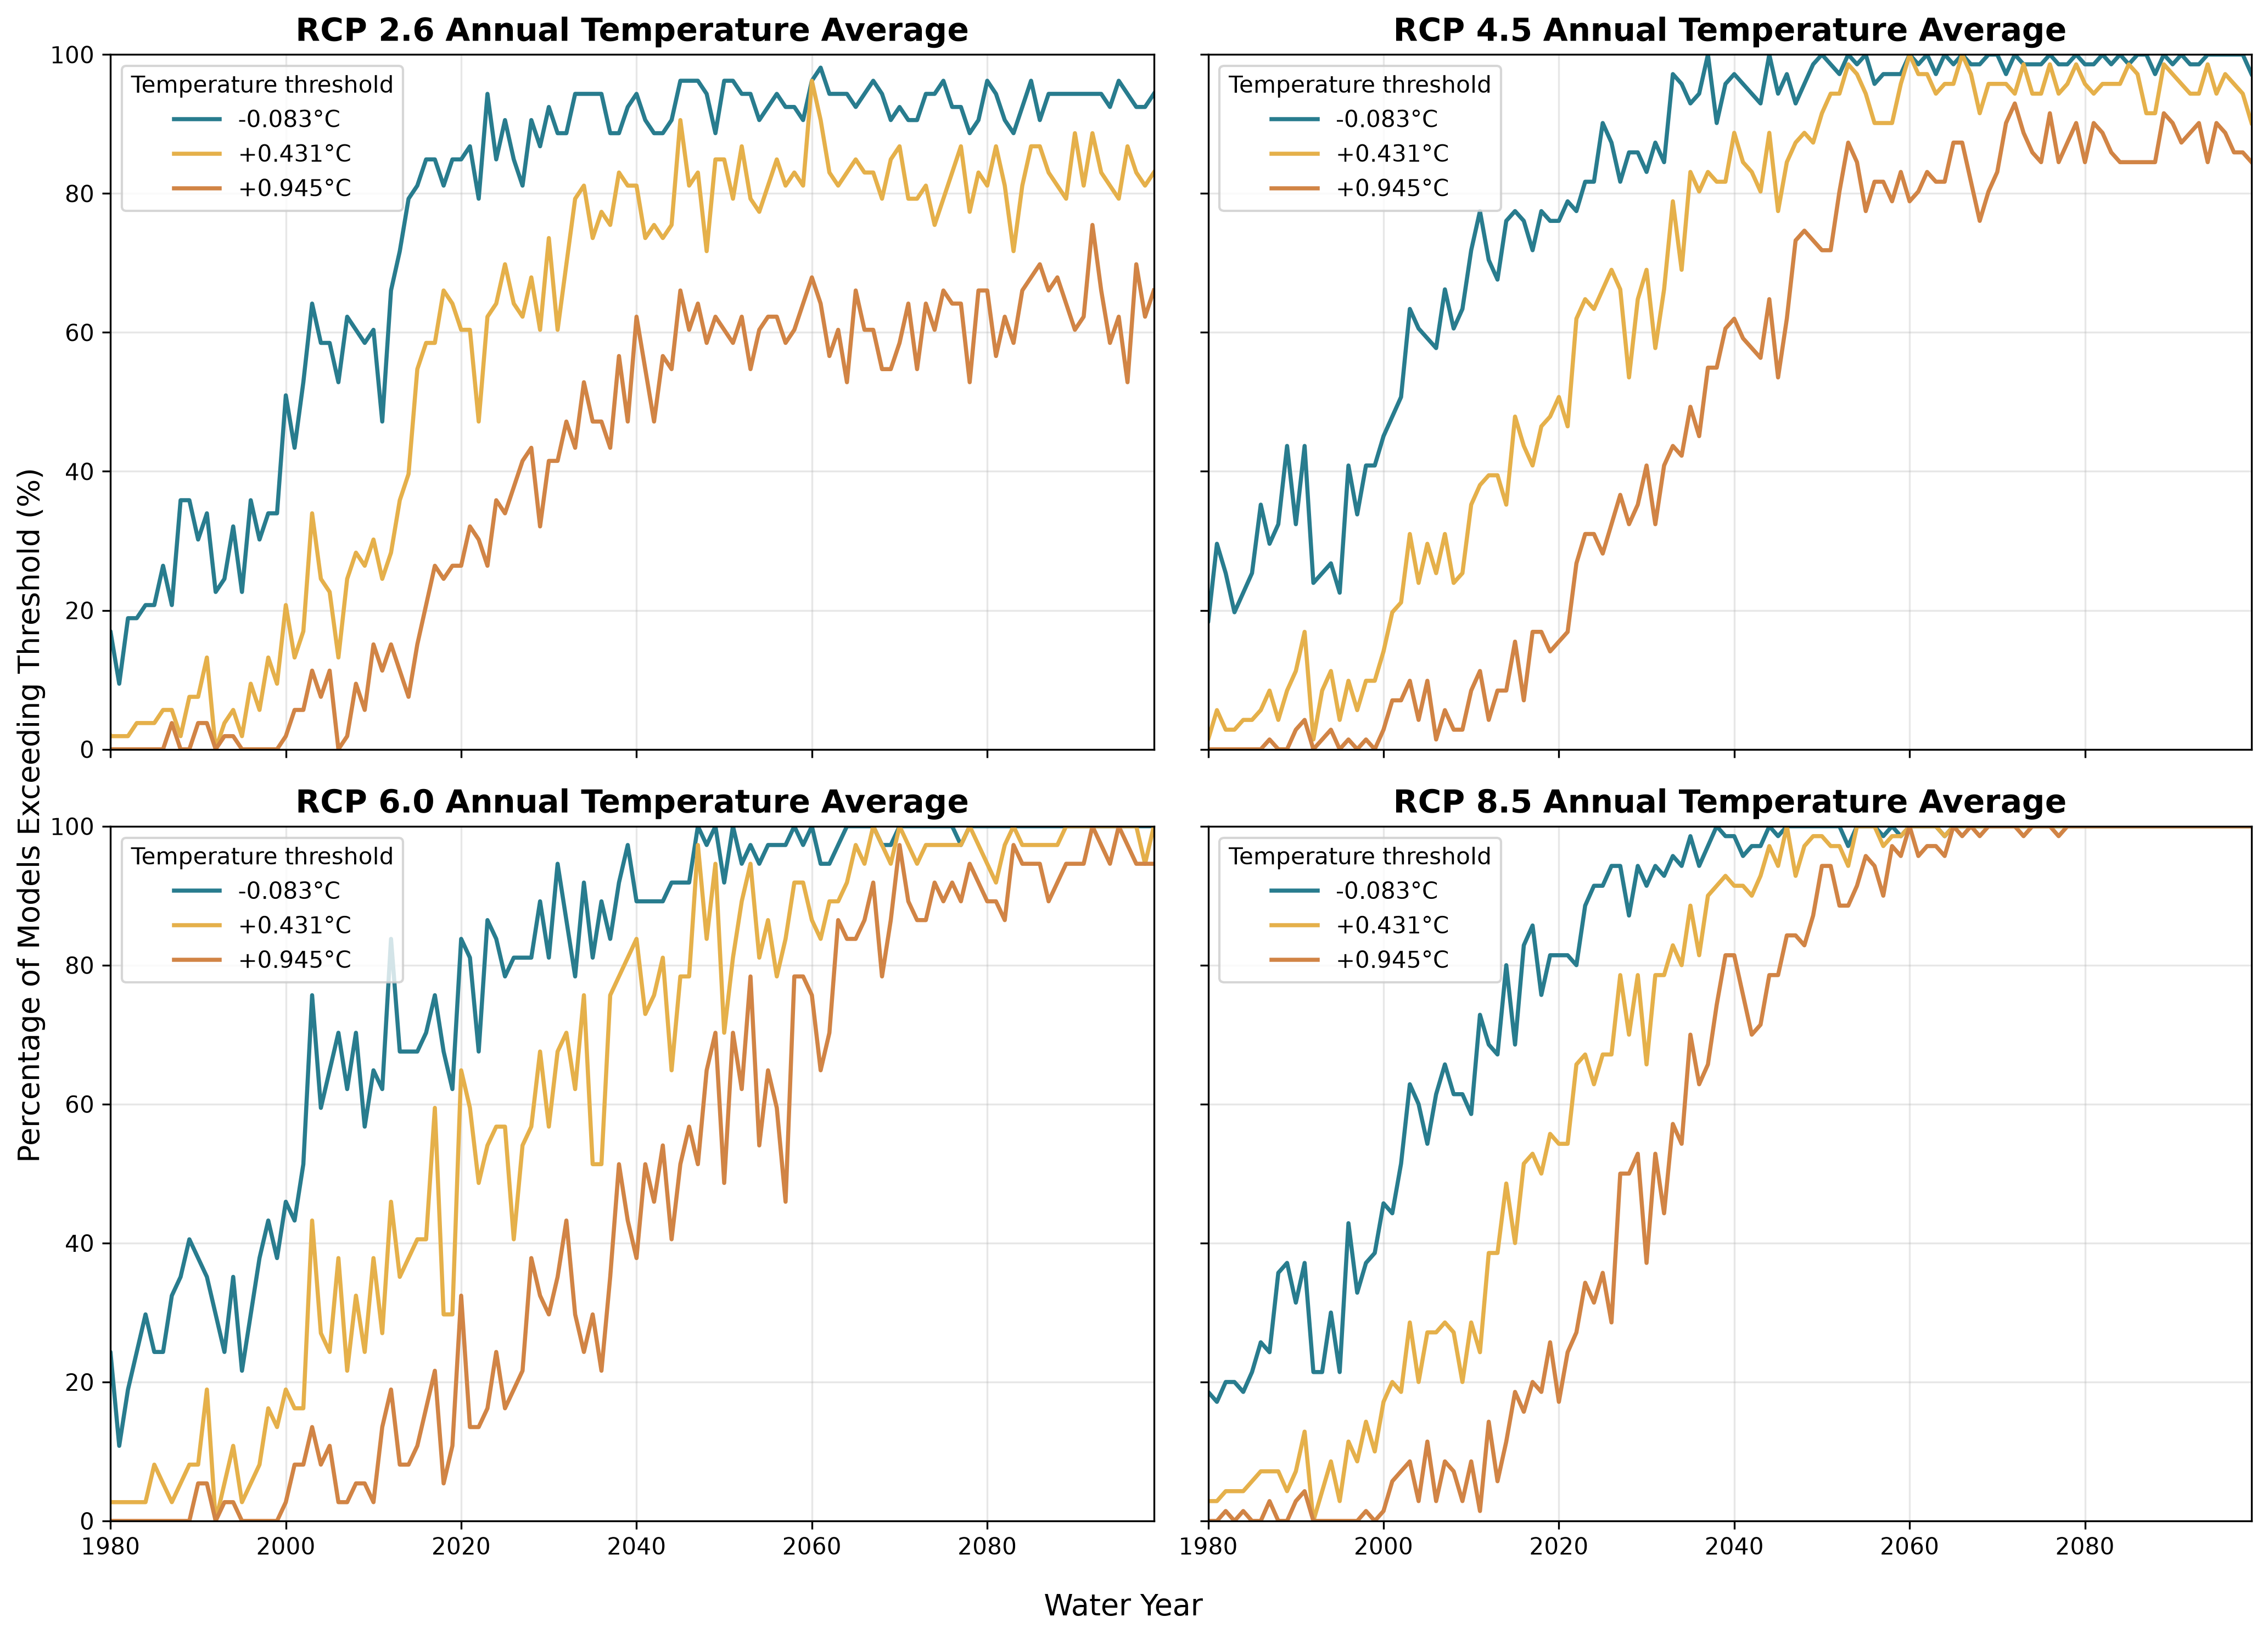 RCP 2.6 Annual Temperature Average
100
80
60
40
20
0
Temperature threshold
-0.083°C
+0.431°C
+0.945°C
RCP 4.5 Annual Temperature Average
Temperature threshold
-0.083°C
+0.431°C
+0.945°C
Percentage of Models Exceeding Threshold (%)
RCP 6.0 Annual Temperature Average
100
80
60
40
20
0
Temperature threshold
-0.083°C
+0.431°C
+0.945°C
1980 2000 2020 2040 2060 2080
RCP 8.5 Annual Temperature Average
Temperature threshold
-0.083°C
+0.431°C
+0.945°C
1980 2000 2020 2040 2060 2080
Water Year